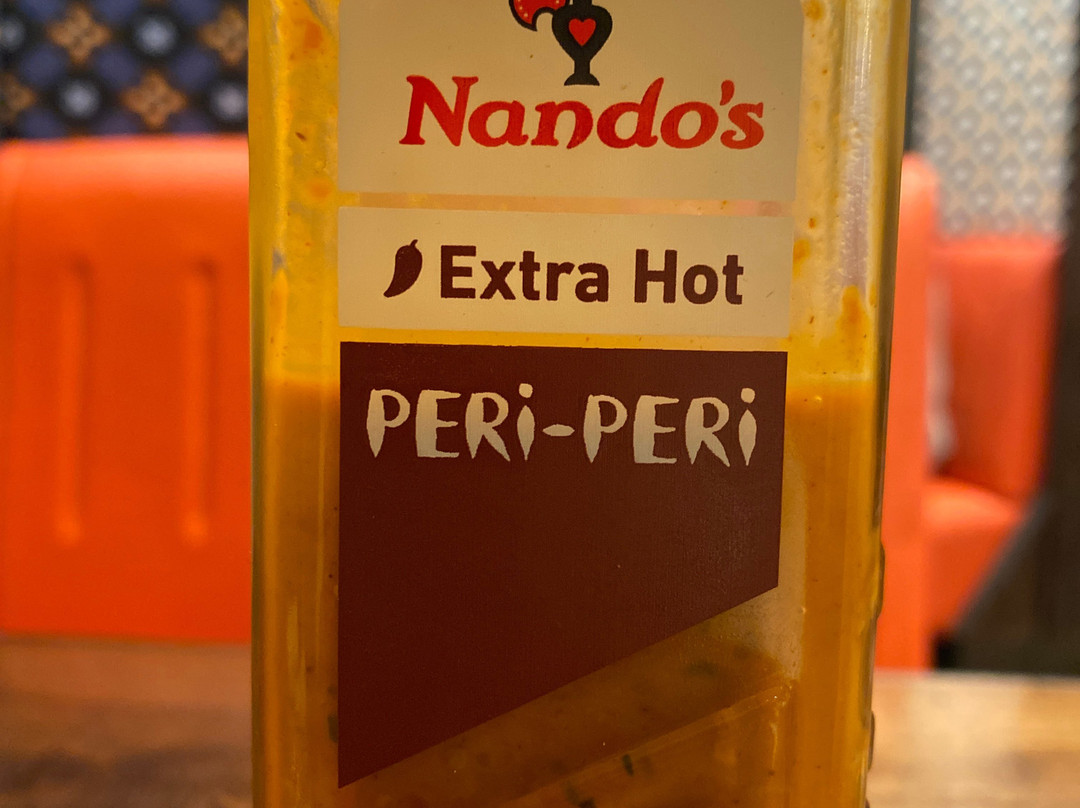 Nando's
Extra Hot
PERi-PERi